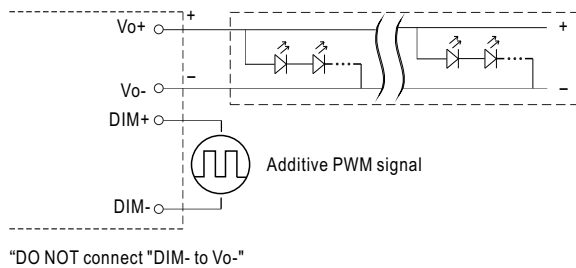 Vo+
+
+
Vo-
−
−
DIM+
Additive PWM signal
DIM-
“DO NOT connect "DIM- to Vo-"